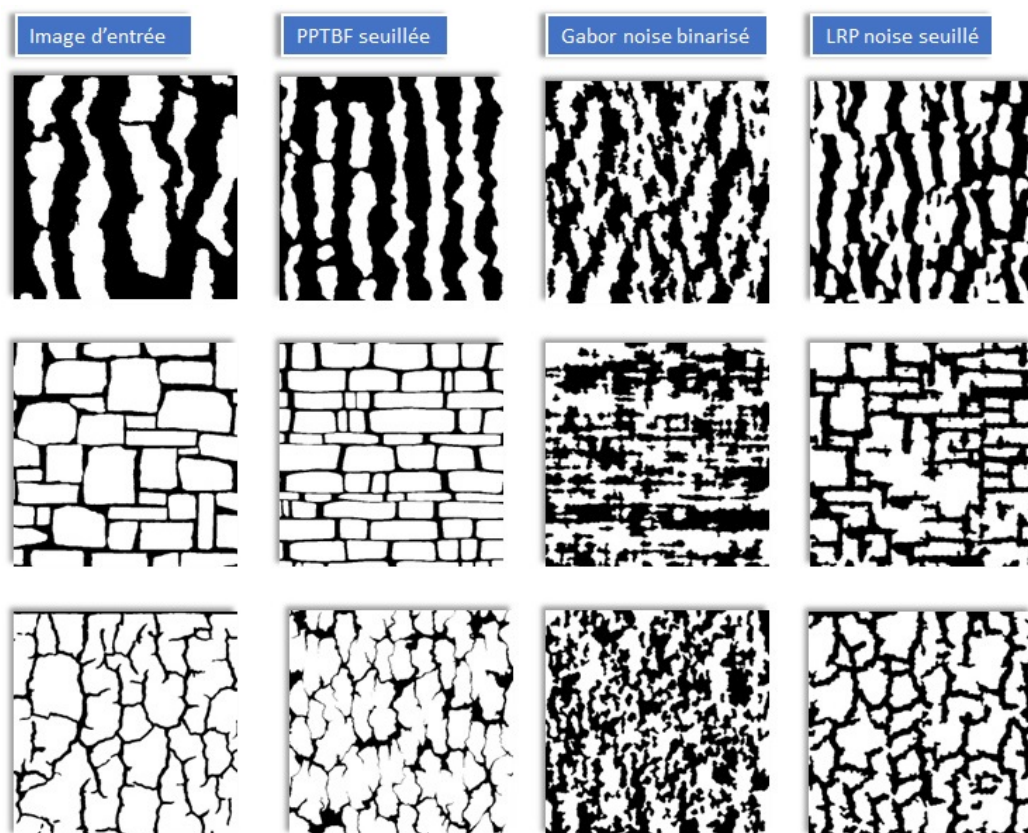 Image d'entrée
PPTBF seuillée
Gabor noise binarisé
LRP noise seuillé